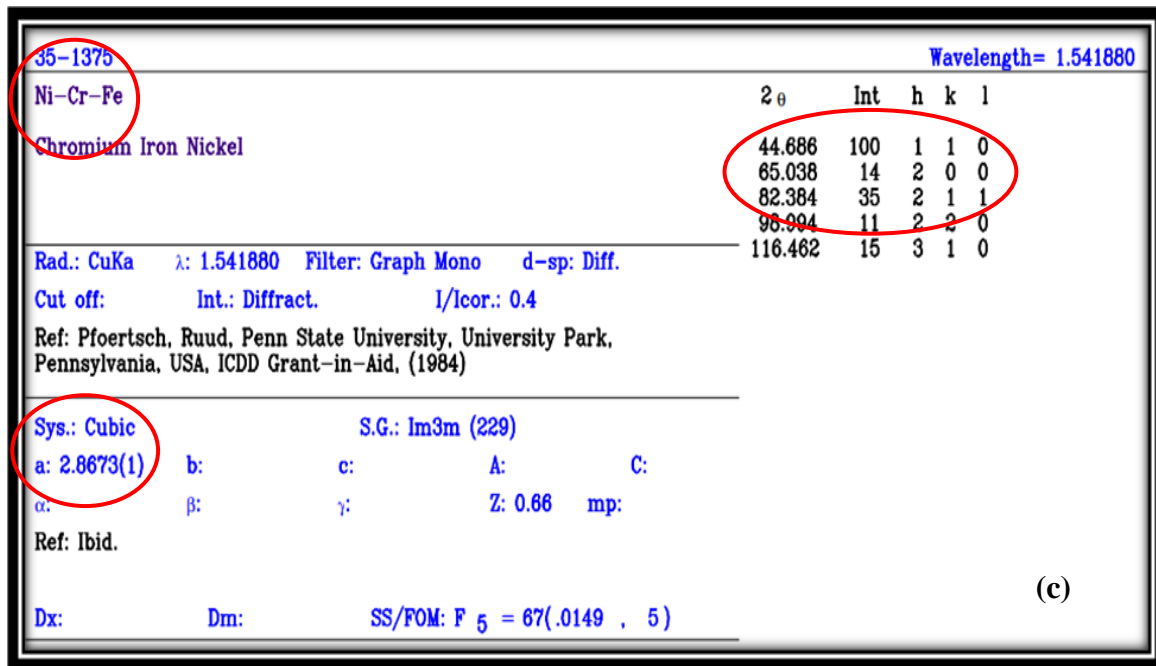 35-1375 Wavelength= 1.541880
Ni-Cr-Fe
Chromium Iron Nickel
2θ Int h k l
44.686 100 1 1 0
65.038 14 2 0 0
82.384 35 2 1 1
98.994 11 2 2 0
116.462 15 3 1 0
Rad.: CuKa λ: 1.541880 Filter: Graph Mono d-sp: Diff.
Cut off: Int.: Diffract. I/Icor.: 0.4
Ref: Pfoertsch, Ruud, Penn State University, University Park,
Pennsylvania, USA, ICDD Grant-in-Aid, (1984)
Sys.: Cubic S.G.: Im3m (229)
a: 2.8673(1) b: c: A: C:
α: β: γ: Z: 0.66 mp:
Ref: Ibid.
Dx: Dm: SS/FOM: F 5 = 67(.0149 , 5)
(c)